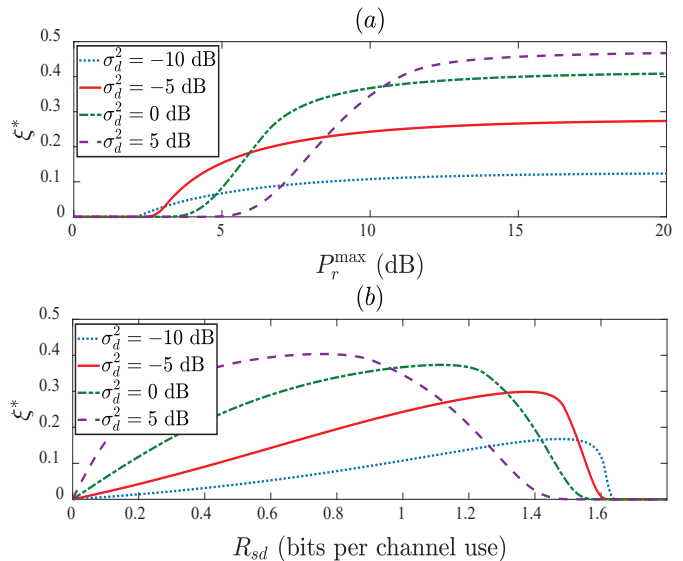 (a)
0.5
0.4
0.3
0.2
0.1
0
ξ*
σ_d^2 = −10 dB
σ_d^2 = −5 dB
σ_d^2 = 0 dB
σ_d^2 = 5 dB
0 5 10 15 20
P_r^max (dB)
(b)
0.5
0.4
0.3
0.2
0.1
0
ξ*
σ_d^2 = −10 dB
σ_d^2 = −5 dB
σ_d^2 = 0 dB
σ_d^2 = 5 dB
0 0.2 0.4 0.6 0.8 1 1.2 1.4 1.6
R_sd (bits per channel use)